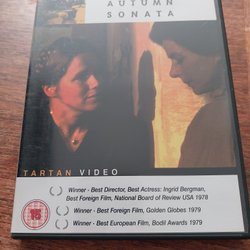 AUTUMN
SONATA
TARTAN VIDEO
Winner - Best Director, Best Actress: Ingrid Bergman,
Best Foreign Film, National Board of Review USA 1978
Winner - Best Foreign Film, Golden Globes 1979
Winner - Best European Film, Bodil Awards 1979
15